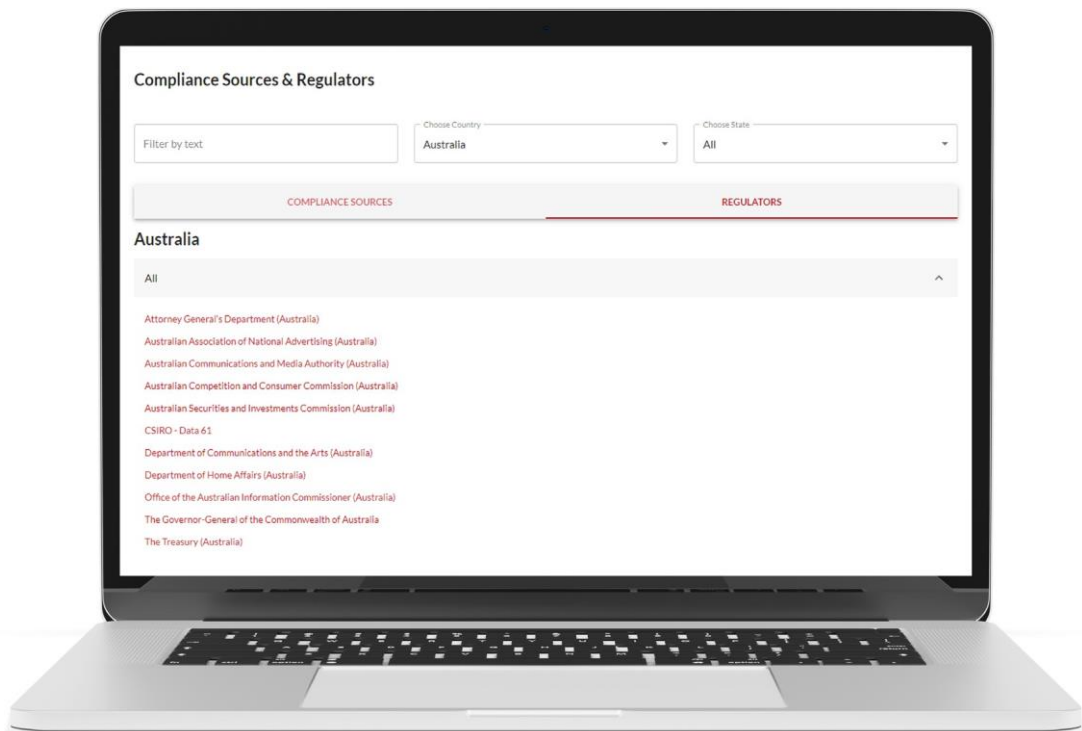 Compliance Sources & Regulators
Choose Country
Choose State
Filter by text
Australia
All
COMPLIANCE SOURCES
REGULATORS
Australia
All
Attorney General's Department (Australia)
Australian Association of National Advertising (Australia)
Australian Communications and Media Authority (Australia)
Australian Competition and Consumer Commission (Australia)
Australian Securities and Investments Commission (Australia)
CSIRO - Data 61
Department of Communications and the Arts (Australia)
Department of Home Affairs (Australia)
Office of the Australian Information Commissioner (Australia)
The Governor-General of the Commonwealth of Australia
The Treasury (Australia)
fn
ctrl
option
return